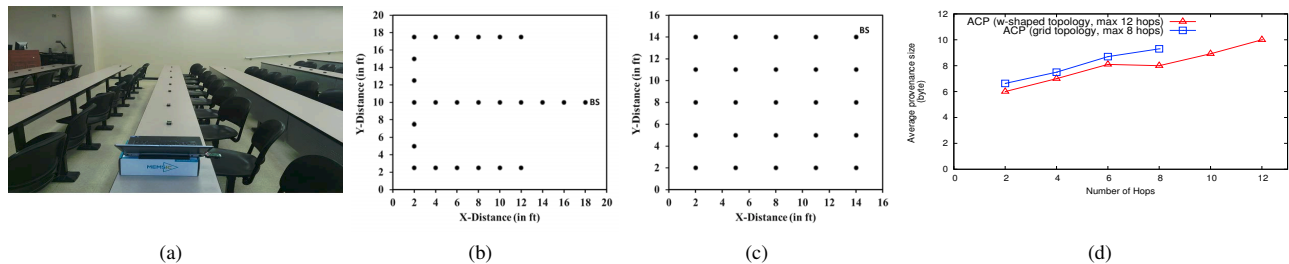 MEMSIC
20
18
16
14
12
10
8
6
4
2
0
0 2 4 6 8 10 12 14 16 18 20
Y-Distance (in ft)
X-Distance (in ft)
BS
16
14
12
10
8
6
4
2
0
0 2 4 6 8 10 12 14 16
Y-Distance (in ft)
X-Distance (in ft)
BS
ACP (w-shaped topology, max 12 hops)
ACP (grid topology, max 8 hops)
12
10
8
6
4
2
0
0 2 4 6 8 10 12
Average provenance size
(byte)
Number of Hops
(a)
(b)
(c)
(d)